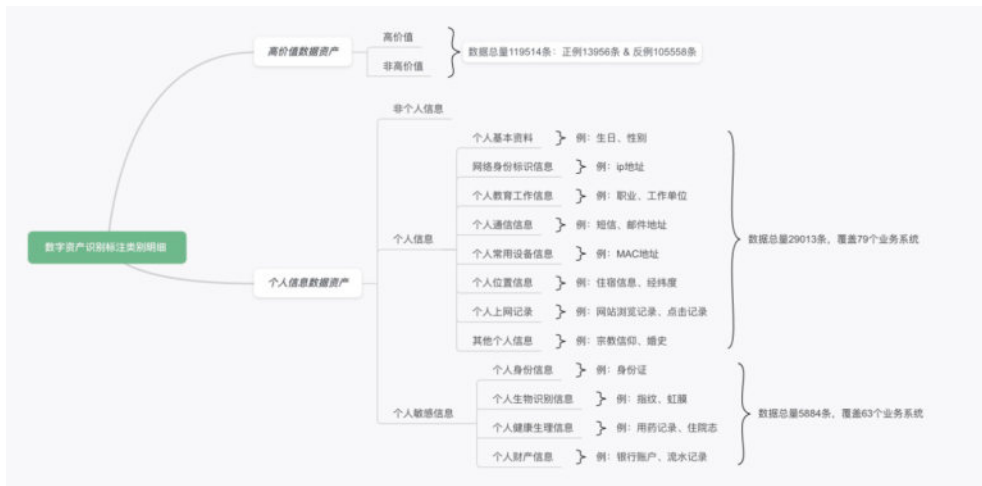 数字资产识别标注类别明细
高价值数据资产
高价值
非高价值
数据总量119514条：正例13956条 & 反例105558条
个人信息数据资产
非个人信息
个人信息
个人基本资料
例：生日、性别
网络身份标识信息
例：ip地址
个人教育工作信息
例：职业、工作单位
个人通信信息
例：短信、邮件地址
个人常用设备信息
例：MAC地址
个人位置信息
例：住宿信息、经纬度
个人上网记录
例：网站浏览记录、点击记录
其他个人信息
例：宗教信仰、婚史
数据总量29013条，覆盖79个业务系统
个人敏感信息
个人身份信息
例：身份证
个人生物识别信息
例：指纹、虹膜
个人健康生理信息
例：用药记录、住院志
个人财产信息
例：银行账户、流水记录
数据总量5884条，覆盖63个业务系统